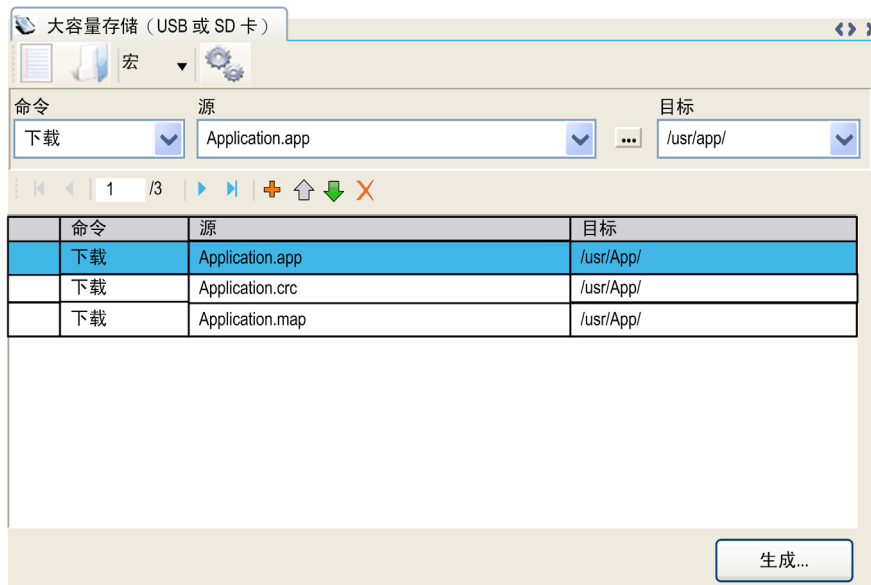 大容量存储（USB 或 SD 卡）
宏
命令 源 目标
下载 Application.app ... /usr/app/
1 /3
命令 源 目标
下载 Application.app /usr/App/
下载 Application.crc /usr/App/
下载 Application.map /usr/App/
生成...